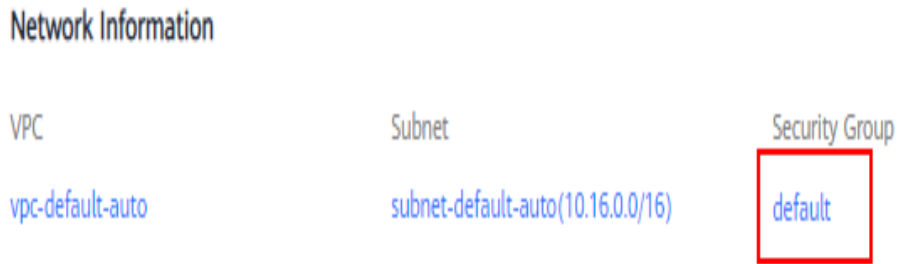 Network Information
VPC Subnet Security Group
vpc-default-auto subnet-default-auto(10.16.0.0/16) default